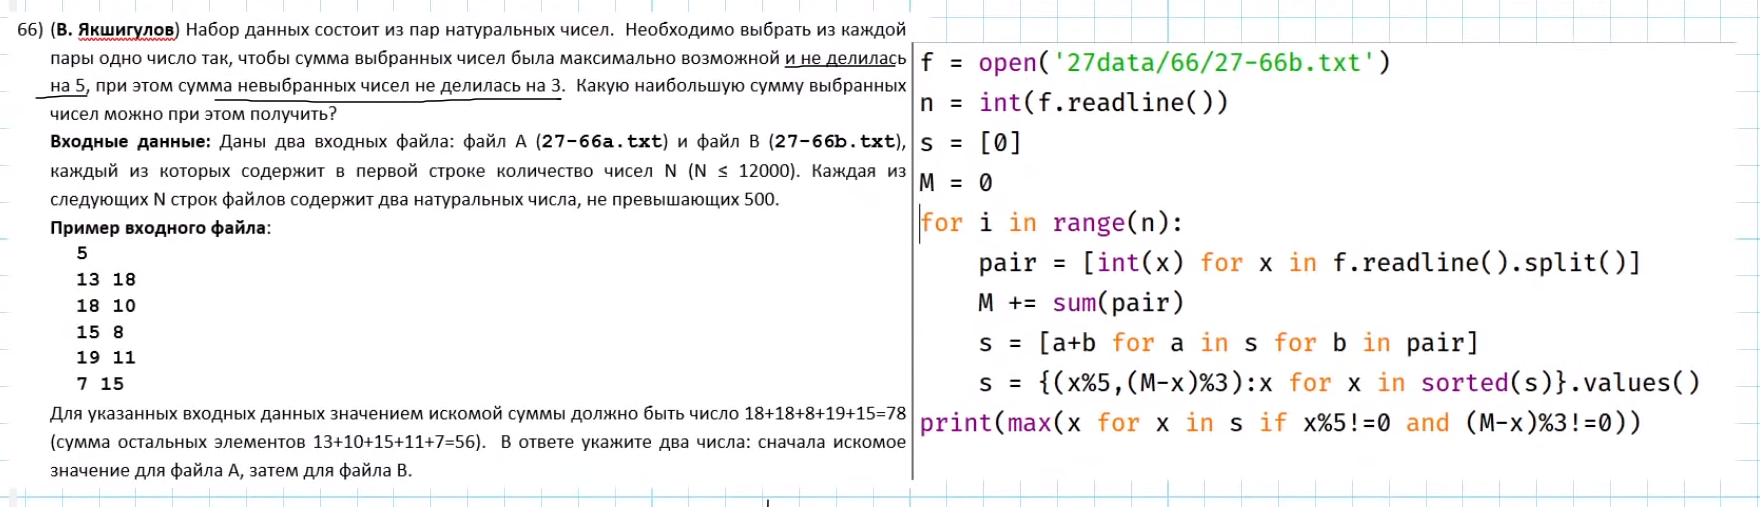 66) (В. Якшигулов) Набор данных состоит из пар натуральных чисел. Необходимо выбрать из каждой
пары одно число так, чтобы сумма выбранных чисел была максимально возможной и не делилась
на 5, при этом сумма невыбранных чисел не делилась на 3. Какую наибольшую сумму выбранных
чисел можно при этом получить?
Входные данные: Даны два входных файла: файл A (27-66a.txt) и файл B (27-66b.txt),
каждый из которых содержит в первой строке количество чисел N (N ≤ 12000). Каждая из
следующих N строк файлов содержит два натуральных числа, не превышающих 500.
Пример входного файла:
5
13 18
18 10
15 8
19 11
7 15
Для указанных входных данных значением искомой суммы должно быть число 18+18+8+19+15=78
(сумма остальных элементов 13+10+15+11+7=56). В ответе укажите два числа: сначала искомое
значение для файла A, затем для файла B.
f = open('27data/66/27-66b.txt')
n = int(f.readline())
s = [0]
M = 0
for i in range(n):
    pair = [int(x) for x in f.readline().split()]
    M += sum(pair)
    s = [a+b for a in s for b in pair]
    s = {(x%5,(M-x)%3):x for x in sorted(s)}.values()
print(max(x for x in s if x%5!=0 and (M-x)%3!=0))